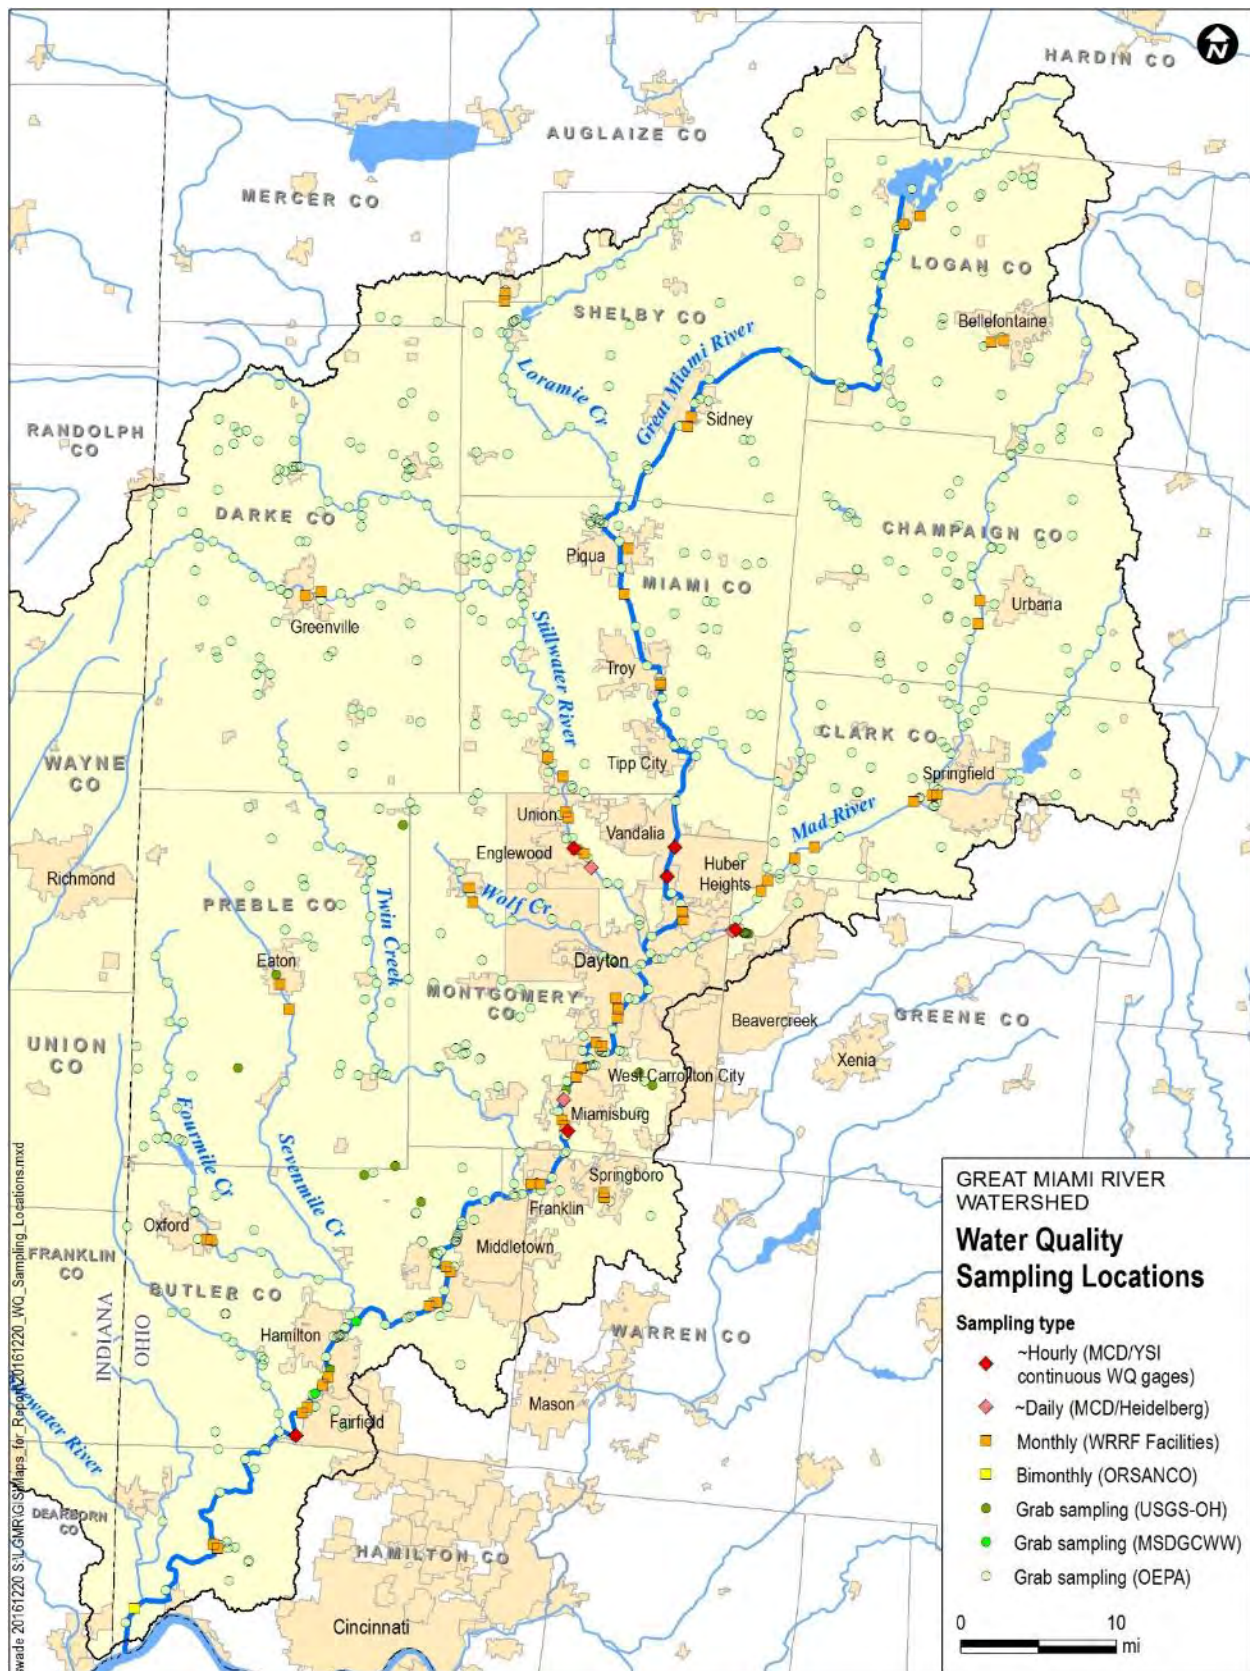 N
HARDIN CO
AUGLAIZE CO
MERCER CO
LOGAN CO
SHELBY CO
Bellefontaine
Great Miami River
Loramie Cr
Sidney
RANDOLPH
CO
DARKE CO
CHAMPAIGN CO
Piqua
MIAMI CO
Urbana
Greenville
Stillwater River
Troy
CLARK CO
WAYNE
CO
Tipp City
Springfield
Mad River
Union
Vandalia
Englewood
Huber
Heights
Richmond
PREBLE CO
Twin Creek
Wolf Cr
Eaton
Dayton
MONTGOMERY
CO
Beavercreek
GREENE CO
UNION
CO
Xenia
West Carrollton City
Miamisburg
Fourmile Cr
Sevenmile Cr
Springboro
Franklin
Oxford
Middletown
FRANKLIN
CO
BUTLER CO
INDIANA
OHIO
Hamilton
WARREN CO
Mason
Fairfield
River
DEARBORN
CO
HAMILTON CO
Cincinnati
GREAT MIAMI RIVER
WATERSHED
Water Quality
Sampling Locations
Sampling type
~Hourly (MCD/YSI
continuous WQ gages)
~Daily (MCD/Heidelberg)
Monthly (WRRF Facilities)
Bimonthly (ORSANCO)
Grab sampling (USGS-OH)
Grab sampling (MSDGCWW)
Grab sampling (OEPA)
0 10
mi